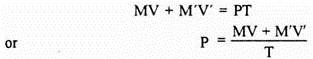 MV + M′V′ = PT
or P = MV + M′V′ / T